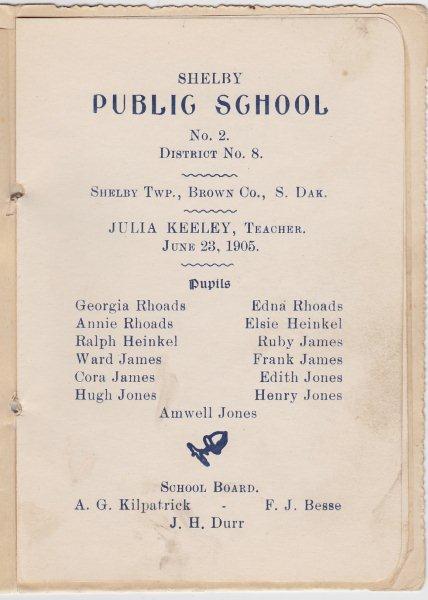 SHELBY
PUBLIC SCHOOL
No. 2.
DISTRICT No. 8.
SHELBY TWP., BROWN CO., S. DAK.
JULIA KEELEY, TEACHER.
JUNE 23, 1905.
Pupils
Georgia Rhoads Edna Rhoads
Annie Rhoads Elsie Heinkel
Ralph Heinkel Ruby James
Ward James Frank James
Cora James Edith Jones
Hugh Jones Henry Jones
Amwell Jones
SCHOOL BOARD.
A. G. Kilpatrick - F. J. Besse
J. H. Durr